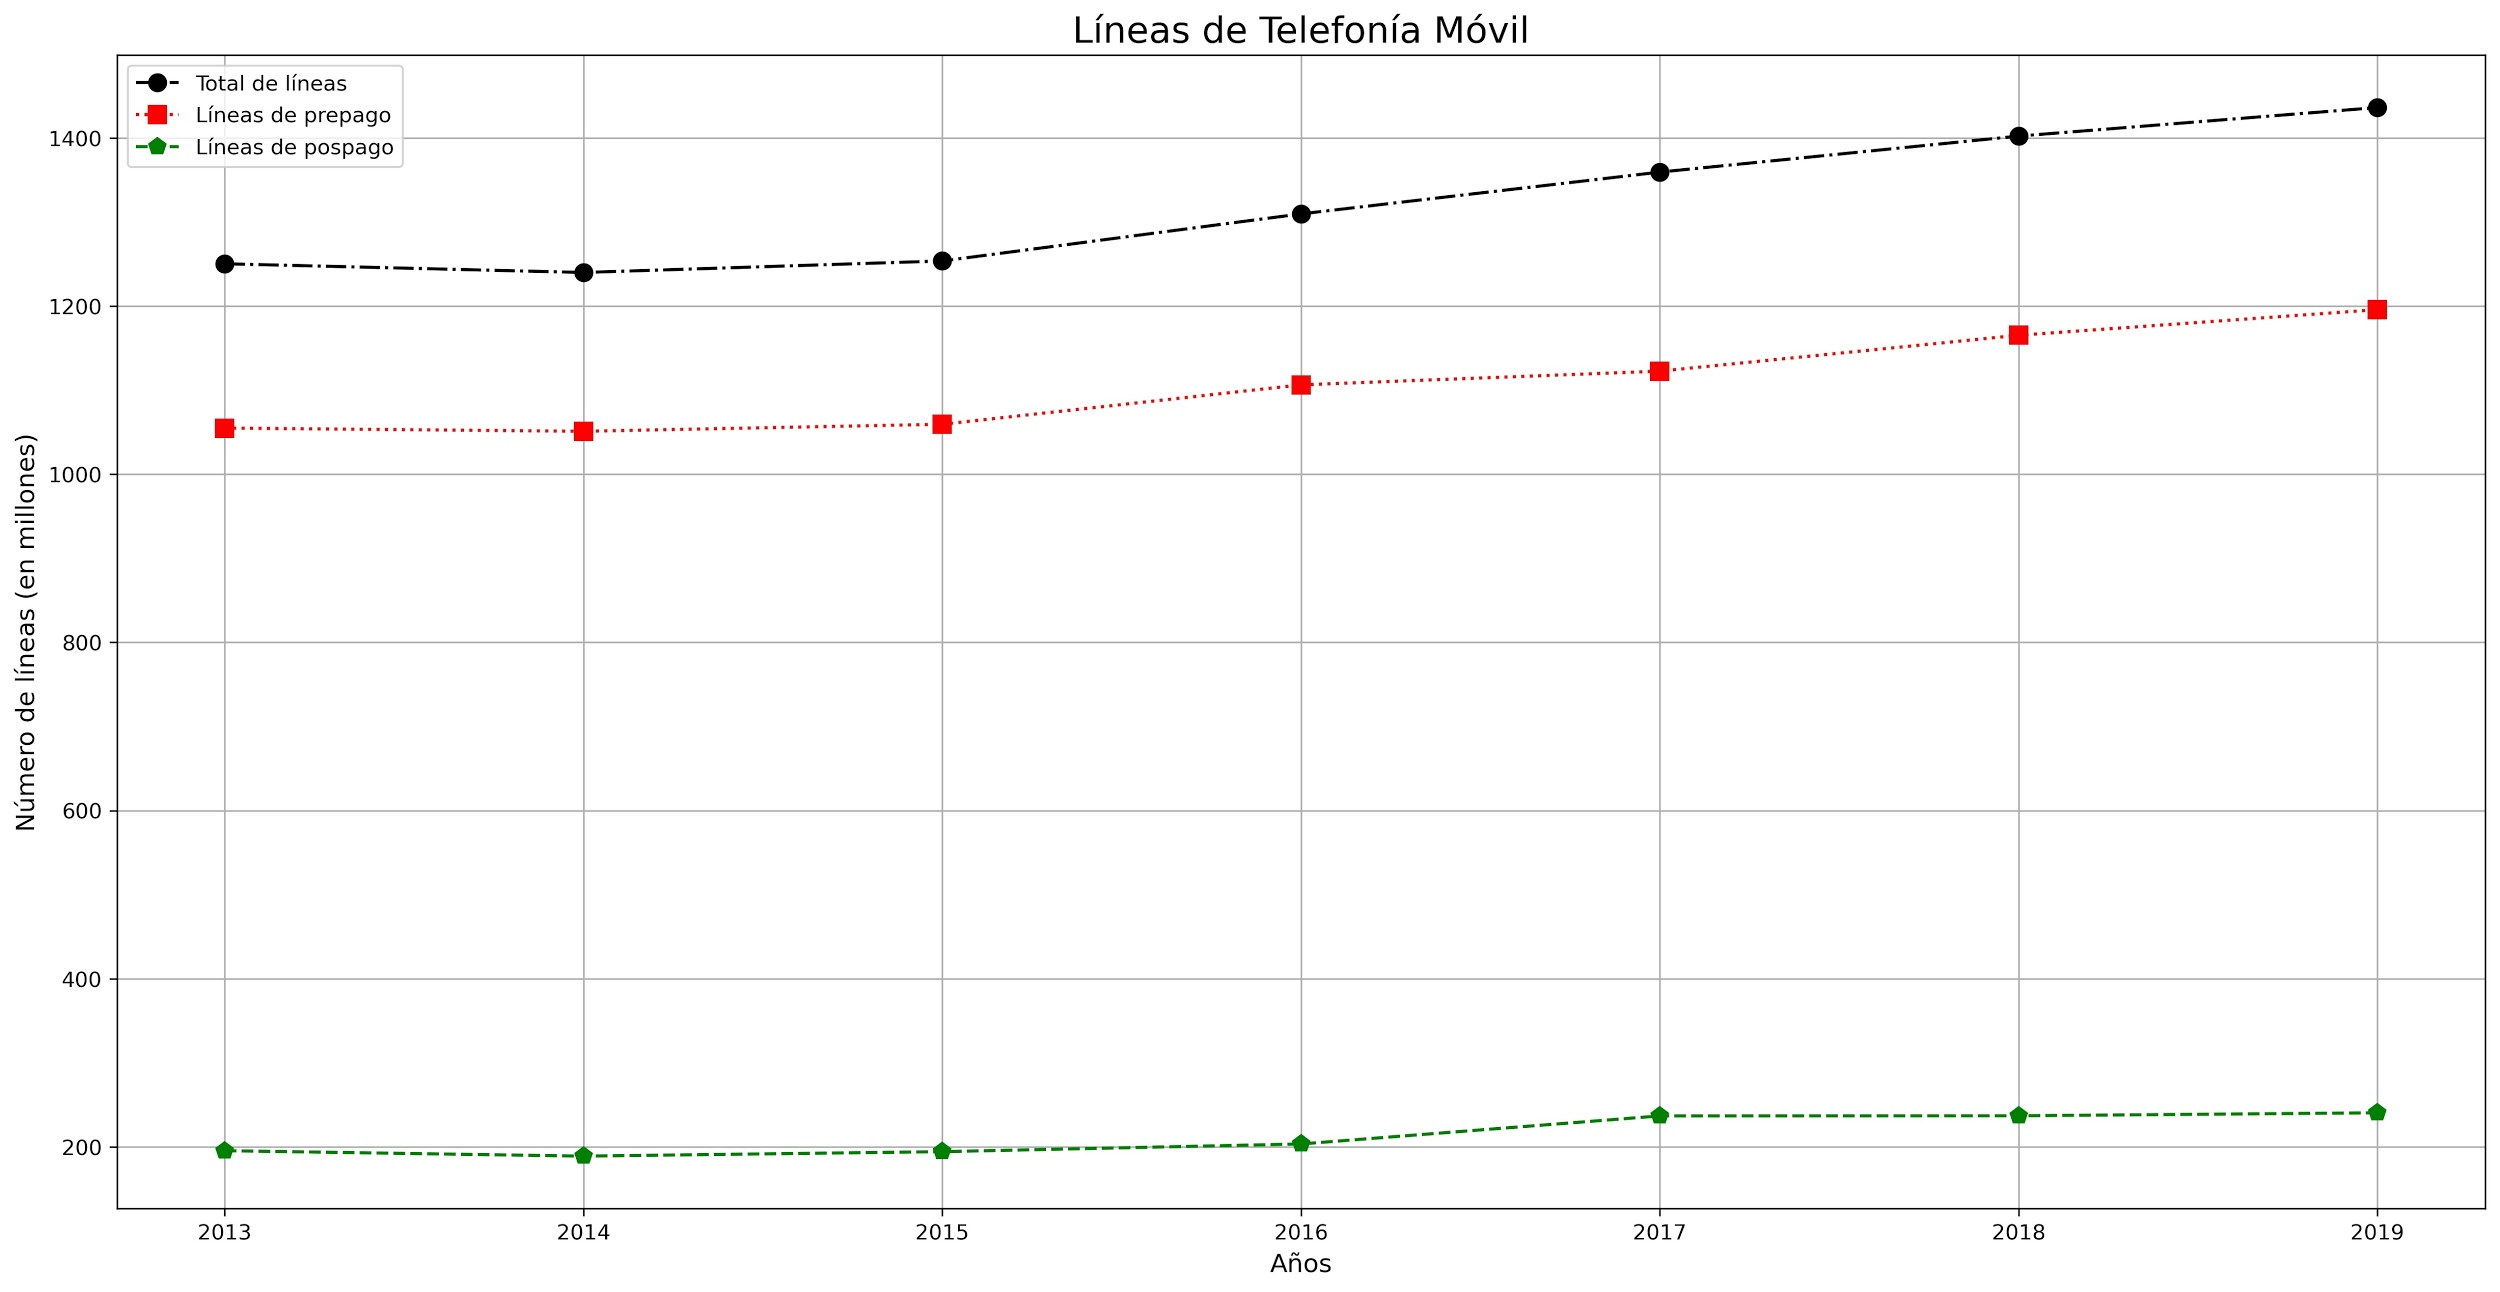 Líneas de Telefonía Móvil
Total de líneas
Líneas de prepago
Líneas de pospago
Número de líneas (en millones)
1400
1200
1000
800
600
400
200
2013 2014 2015 2016 2017 2018 2019
Años